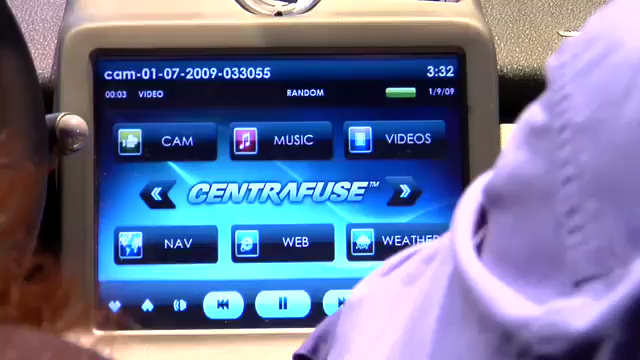 cam-01-07-2009-033055 3:32
00:03 VIDEO RANDOM 1/9/09
CAM MUSIC VIDEOS
CENTRAFUSE™
NAV WEB WEATHER